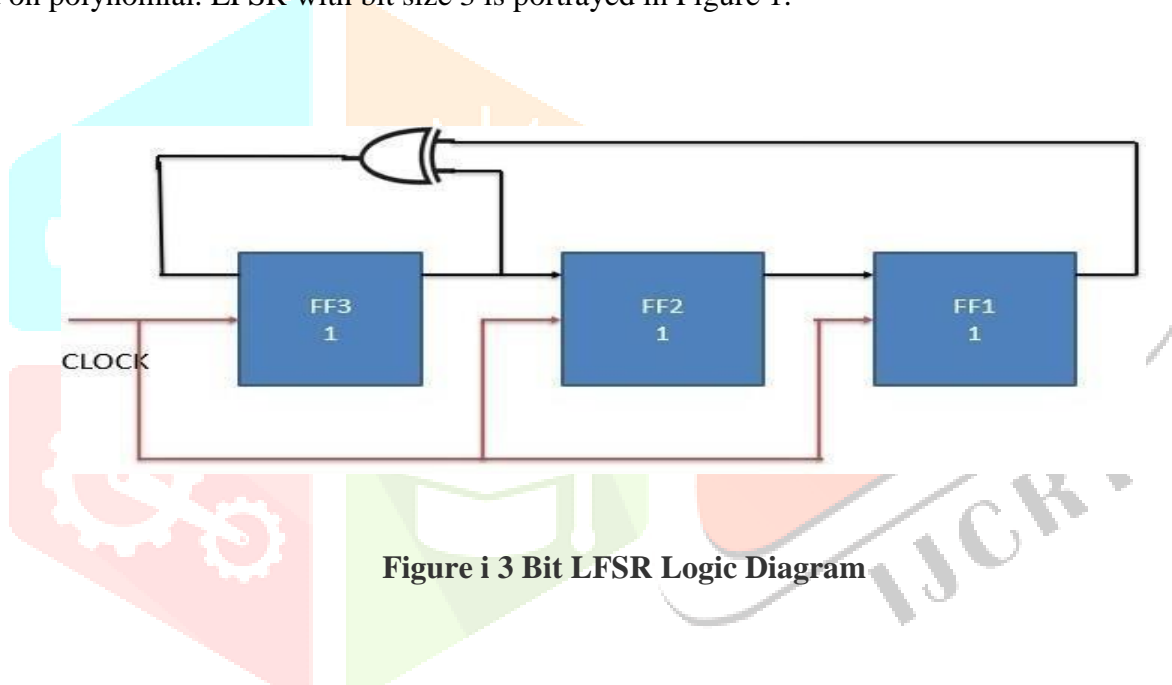 on polynomial. LFSR with bit size 3 is portrayed in Figure 1.
FF3
1
FF2
1
FF1
1
CLOCK
Figure i 3 Bit LFSR Logic Diagram